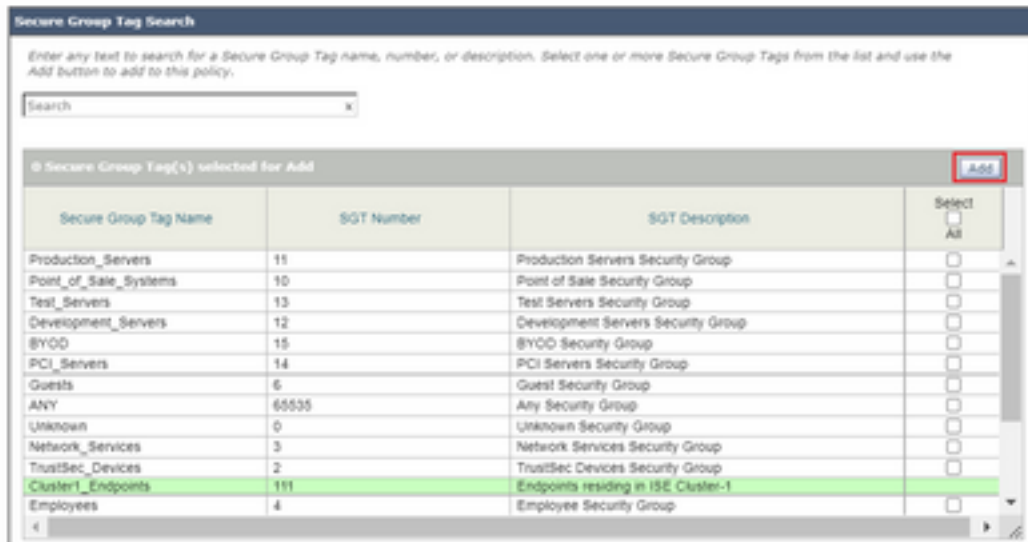 Secure Group Tag Search
Enter any text to search for a Secure Group Tag name, number, or description. Select one or more Secure Group Tags from the list and use the
Add button to add to this policy.
Search x
0 Secure Group Tag(s) selected for Add Add
Secure Group Tag Name SGT Number SGT Description Select
All
Production_Servers 11 Production Servers Security Group
Point_of_Sale_Systems 10 Point of Sale Security Group
Test_Servers 13 Test Servers Security Group
Development_Servers 12 Development Servers Security Group
BYOD 15 BYOD Security Group
PCI_Servers 14 PCI Servers Security Group
Guests 6 Guest Security Group
ANY 65535 Any Security Group
Unknown 0 Unknown Security Group
Network_Services 3 Network Services Security Group
TrustSec_Devices 2 TrustSec Devices Security Group
Cluster1_Endpoints 111 Endpoints residing in ISE Cluster-1
Employees 4 Employee Security Group